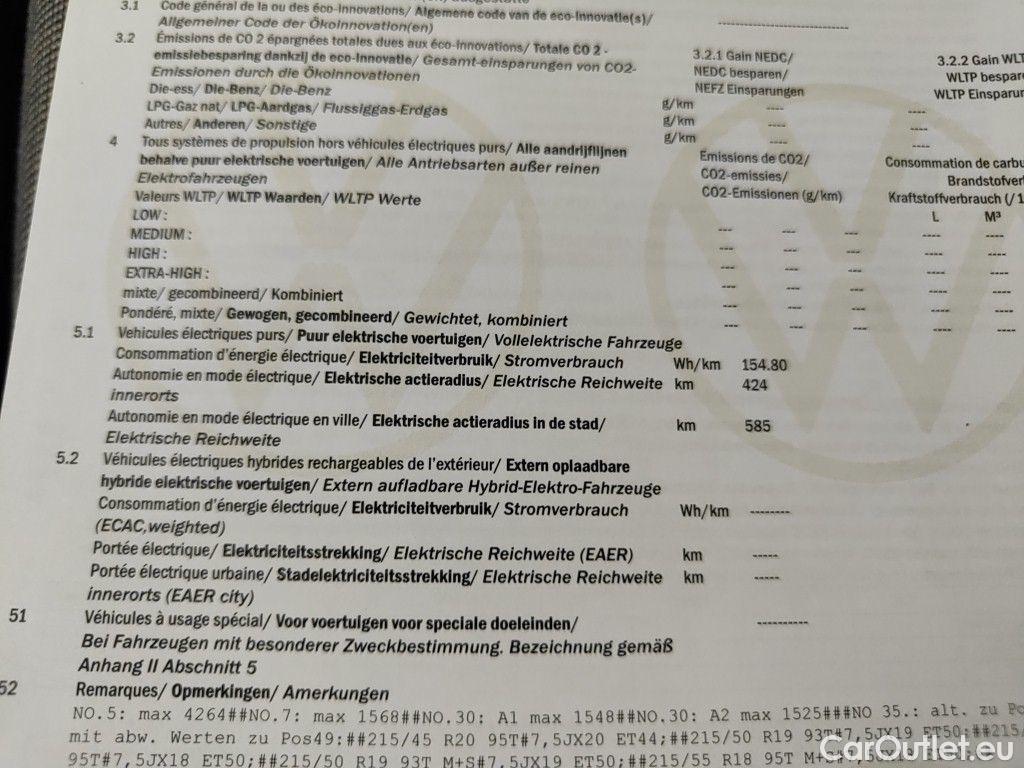 3.1 Code général de la ou des éco-innovations/ Algemene code van de eco-innovatie(s)/
Allgemeiner Code der Ökoinnovation(en)
3.2 Émissions de CO 2 épargnées totales dues aux éco-innovations/ Totale CO 2 - 3.2.1 Gain NEDC/ 3.2.2 Gain WLT
emissiebesparing dankzij de eco-innovatie/ Gesamt-einsparungen von CO2- NEDC besparen/ WLTP bespare
Emissionen durch die Ökoinnovationen NEFZ Einsparungen WLTP Einsparun
Die-ess/ Die-Benz/ Die-Benz g/km ---- ----
LPG-Gaz nat/ LPG-Aardgas/ Flussiggas-Erdgas g/km ---- ----
Autres/ Anderen/ Sonstige g/km ---- ----
4 Tous systèmes de propulsion hors véhicules électriques purs/ Alle aandrijflijnen Emissions de CO2/ Consommation de carbu
behalve puur elektrische voertuigen/ Alle Antriebsarten außer reinen CO2-emissies/ Brandstofver
Elektrofahrzeugen CO2-Emissionen (g/km) Kraftstoffverbrauch (/ 1
Valeurs WLTP/ WLTP Waarden/ WLTP Werte L M³
LOW : --- --- --- ---- ----
MEDIUM : --- --- --- ---- ----
HIGH : --- --- --- ---- ----
EXTRA-HIGH : --- --- --- ---- ----
mixte/ gecombineerd/ Kombiniert --- --- --- ---- ----
Pondéré, mixte/ Gewogen, gecombineerd/ Gewichtet, kombiniert --- --- --- ---- ----
5.1 Vehicules électriques purs/ Puur elektrische voertuigen/ Vollelektrische Fahrzeuge
Consommation d'énergie électrique/ Elektriciteitverbruik/ Stromverbrauch Wh/km 154.80
Autonomie en mode électrique/ Elektrische actieradius/ Elektrische Reichweite km 424
innerorts
Autonomie en mode électrique en ville/ Elektrische actieradius in de stad/ km 585
Elektrische Reichweite
5.2 Véhicules électriques hybrides rechargeables de l'extérieur/ Extern oplaadbare
hybride elektrische voertuigen/ Extern aufladbare Hybrid-Elektro-Fahrzeuge
Consommation d'énergie électrique/ Elektriciteitverbruik/ Stromverbrauch Wh/km --------
(ECAC,weighted)
Portée électrique/ Elektriciteitsstrekking/ Elektrische Reichweite (EAER) km -----
Portée électrique urbaine/ Stadelektriciteitsstrekking/ Elektrische Reichweite km -----
innerorts (EAER city)
51 Véhicules à usage spécial/ Voor voertuigen voor speciale doeleinden/ ----------
Bei Fahrzeugen mit besonderer Zweckbestimmung. Bezeichnung gemäß
Anhang II Abschnitt 5
52 Remarques/ Opmerkingen/ Amerkungen
NO.5: max 4264##NO.7: max 1568##NO.30: A1 max 1548##NO.30: A2 max 1525###NO 35.: alt. zu Po
mit abw. Werten zu Pos49:##215/45 R20 95T#7,5JX20 ET44;##215/50 R19 93T#7,5JX19 ET50;##215/
95T#7,5JX18 ET50;##215/50 R19 93T M+S#7,5JX19 ET50;##215/55 R18 95T
CarOutlet.eu